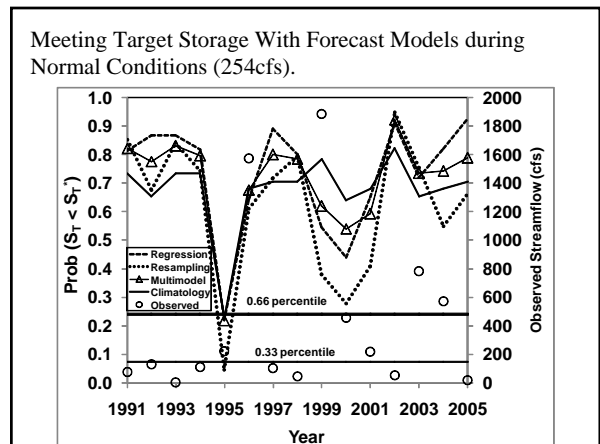 Meeting Target Storage With Forecast Models during
Normal Conditions (254cfs).
1.0
0.9
0.8
0.7
0.6
0.5
0.4
0.3
0.2
0.1
0.0
Prob (S_T < S_T^*)
2000
1800
1600
1400
1200
1000
800
600
400
200
0
Observed Streamflow (cfs)
Regression
Resampling
Multimodel
Climatology
Observed
0.66 percentile
0.33 percentile
1991 1993 1995 1997 1999 2001 2003 2005
Year